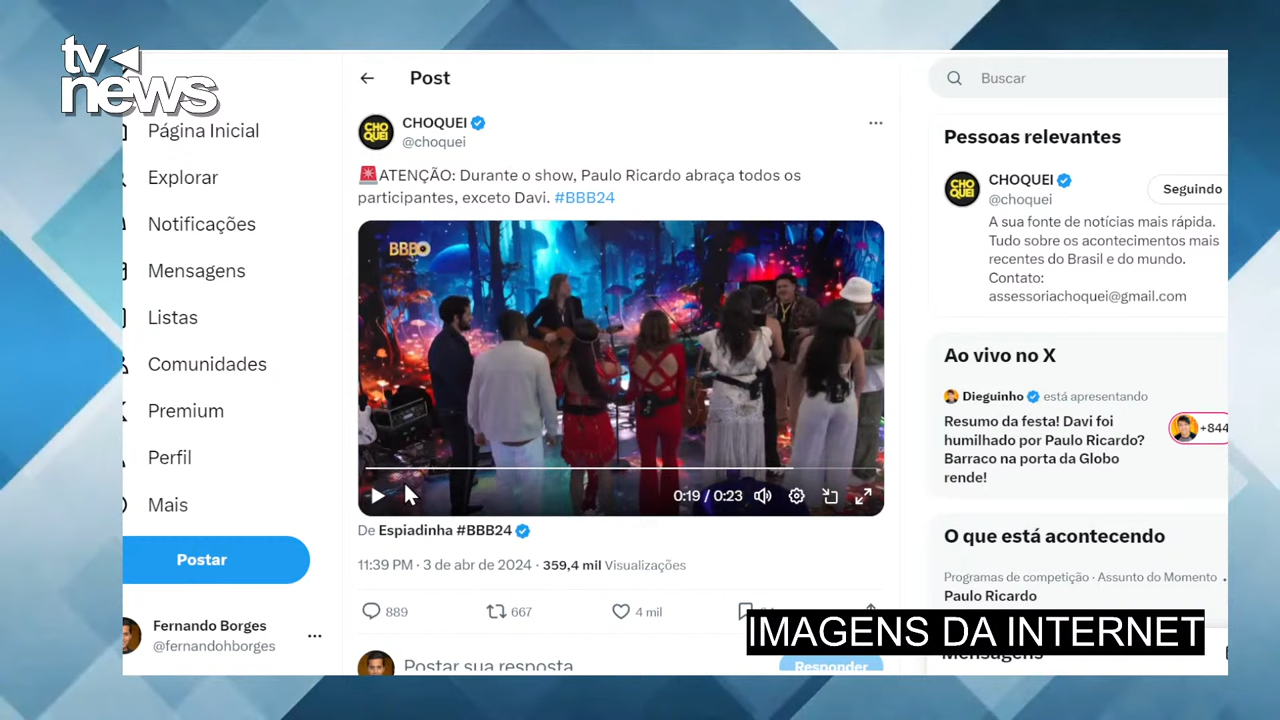 tv
news
Página Inicial
Explorar
Notificações
Mensagens
Listas
Comunidades
Premium
Perfil
Mais
Postar
Fernando Borges
@fernandohborges
Post
CHO
QUEI
CHOQUEI
@choquei
ATENÇÃO: Durante o show, Paulo Ricardo abraça todos os
participantes, exceto Davi. #BBB24
BBB
0:19 / 0:23
De Espiadinha #BBB24
11:39 PM · 3 de abr de 2024 · 359,4 mil Visualizações
889 667 4 mil
Postar sua resposta
Responder
Buscar
Pessoas relevantes
CHO
QUEI
CHOQUEI
@choquei
Seguindo
A sua fonte de notícias mais rápida.
Tudo sobre os acontecimentos mais
recentes do Brasil e do mundo.
Contato:
assessoriachoquei@gmail.com
Ao vivo no X
Dieguinho está apresentando
Resumo da festa! Davi foi
humilhado por Paulo Ricardo?
Barraco na porta da Globo
rende!
+844
O que está acontecendo
Programas de competição · Assunto do Momento
Paulo Ricardo
IMAGENS DA INTERNET
Mensagens